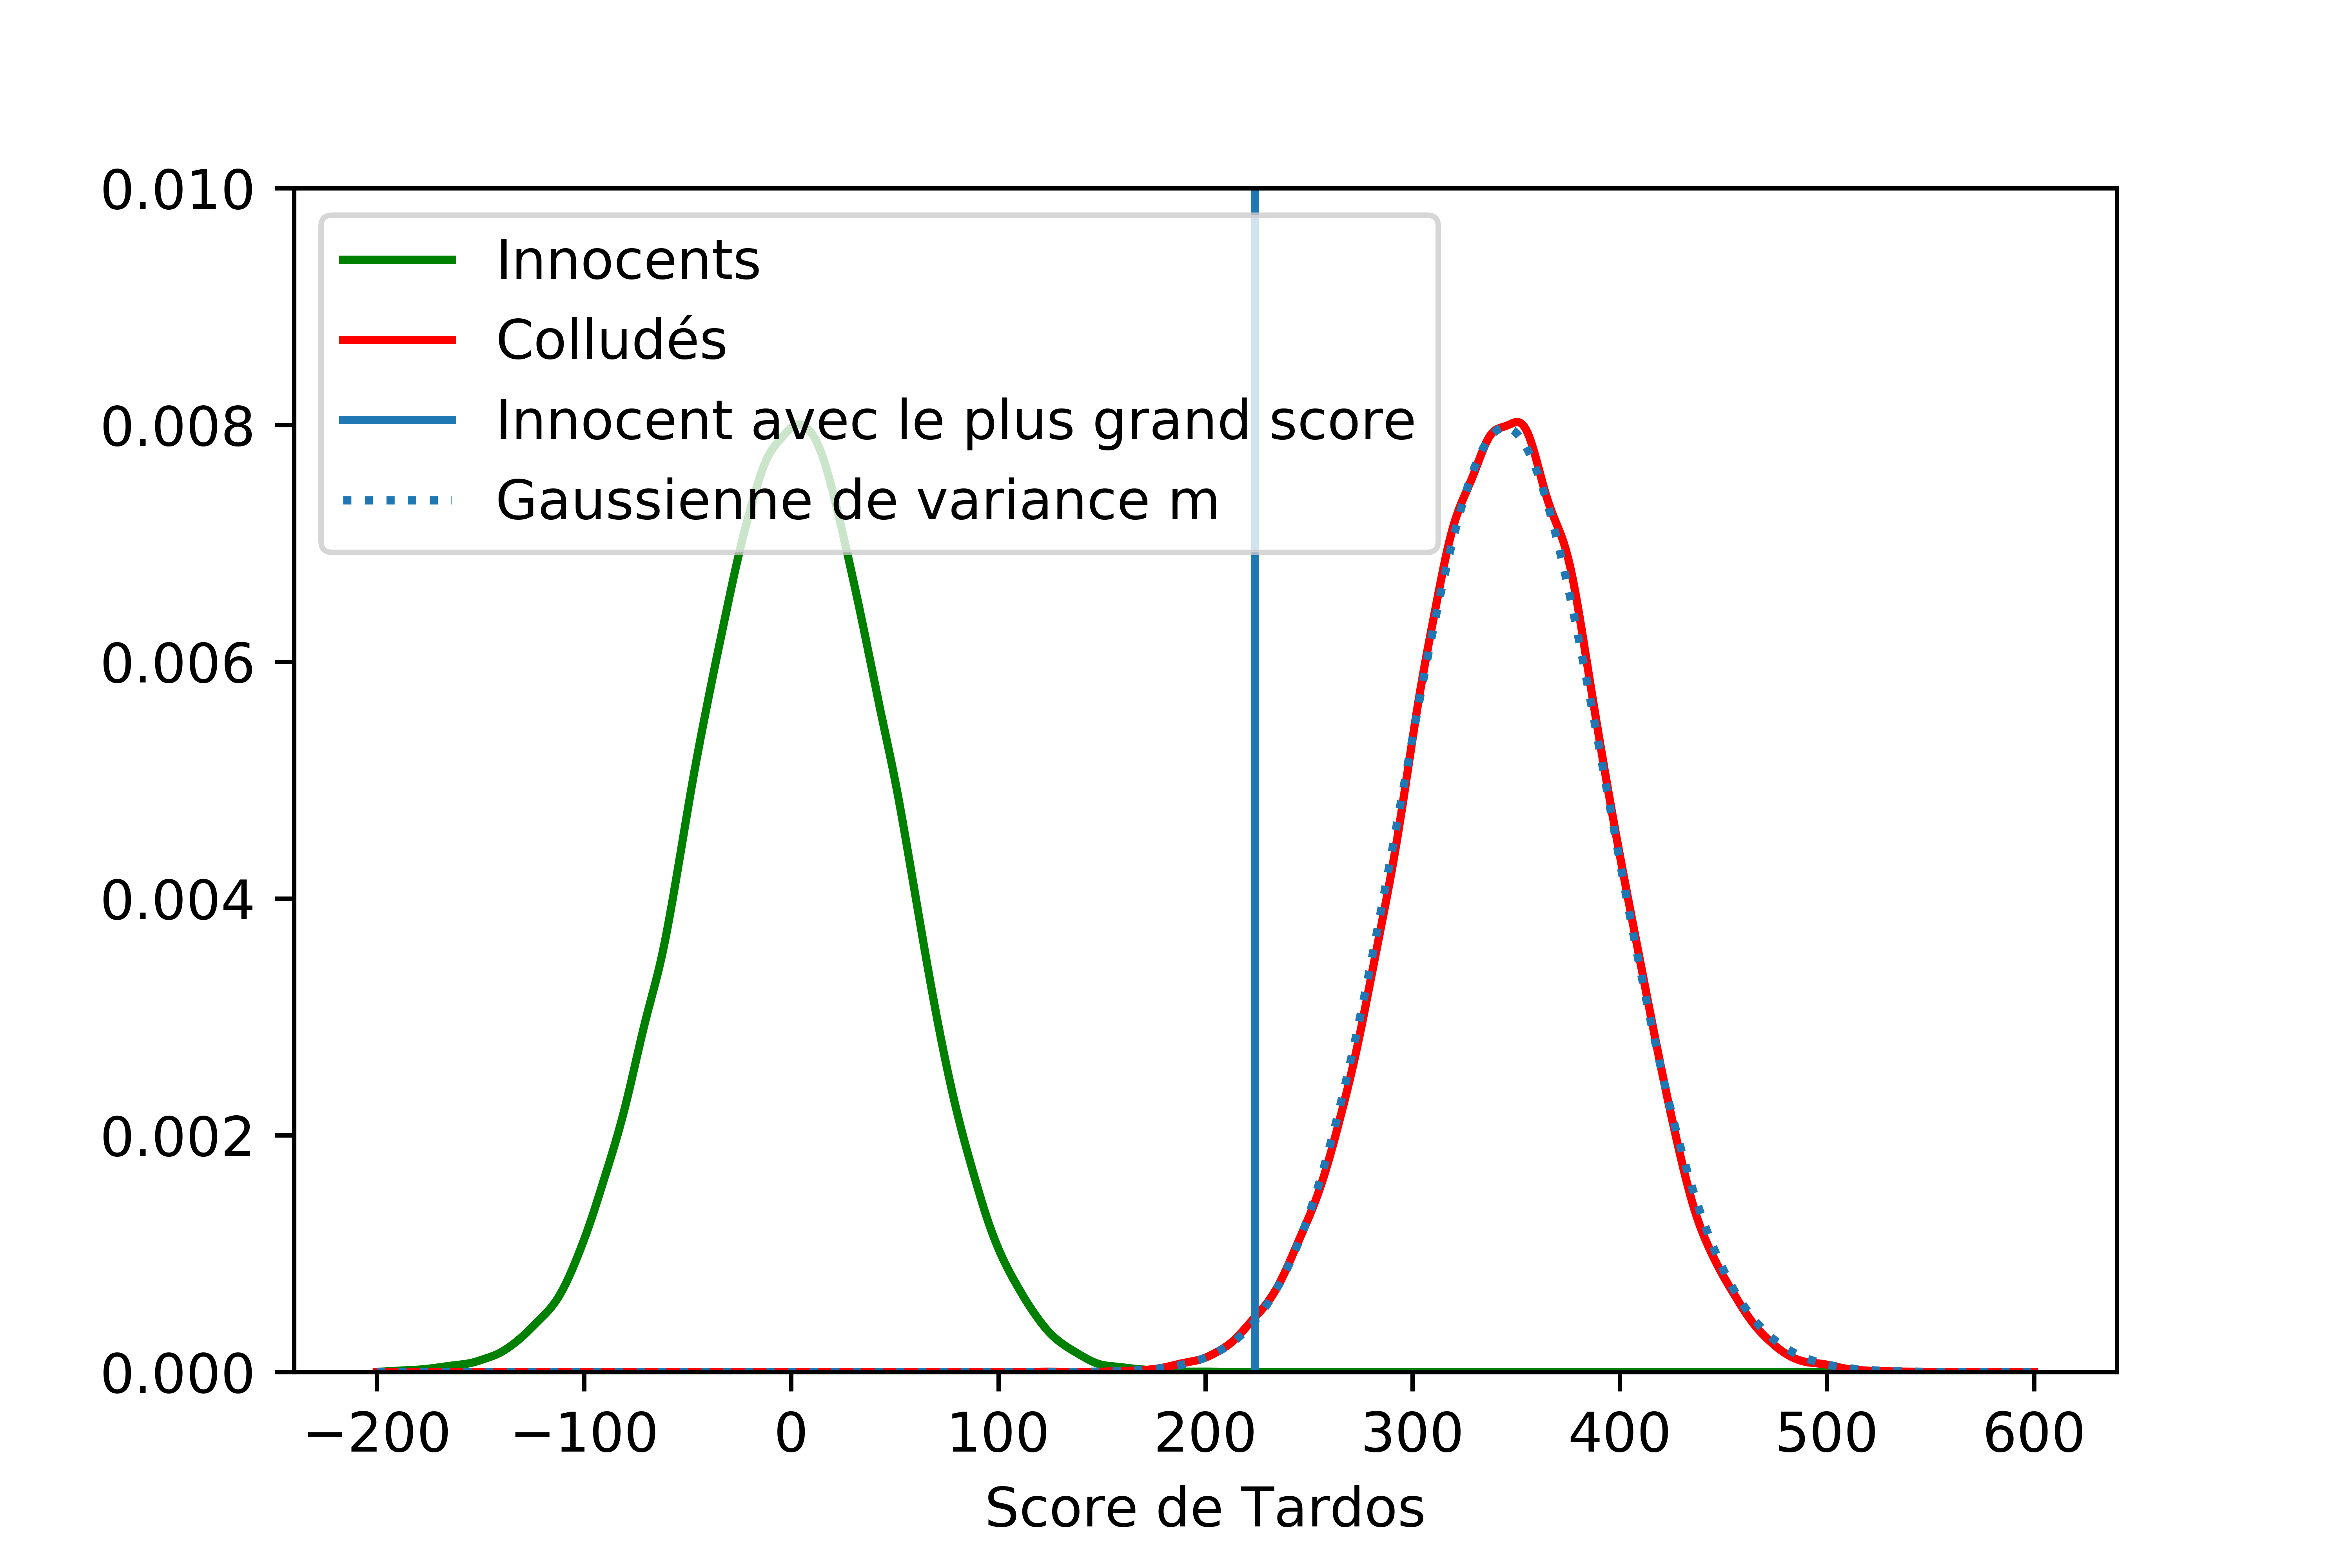 0.010
0.008
0.006
0.004
0.002
0.000
Innocents
Colludés
Innocent avec le plus grand score
Gaussienne de variance m
−200 −100 0 100 200 300 400 500 600
Score de Tardos